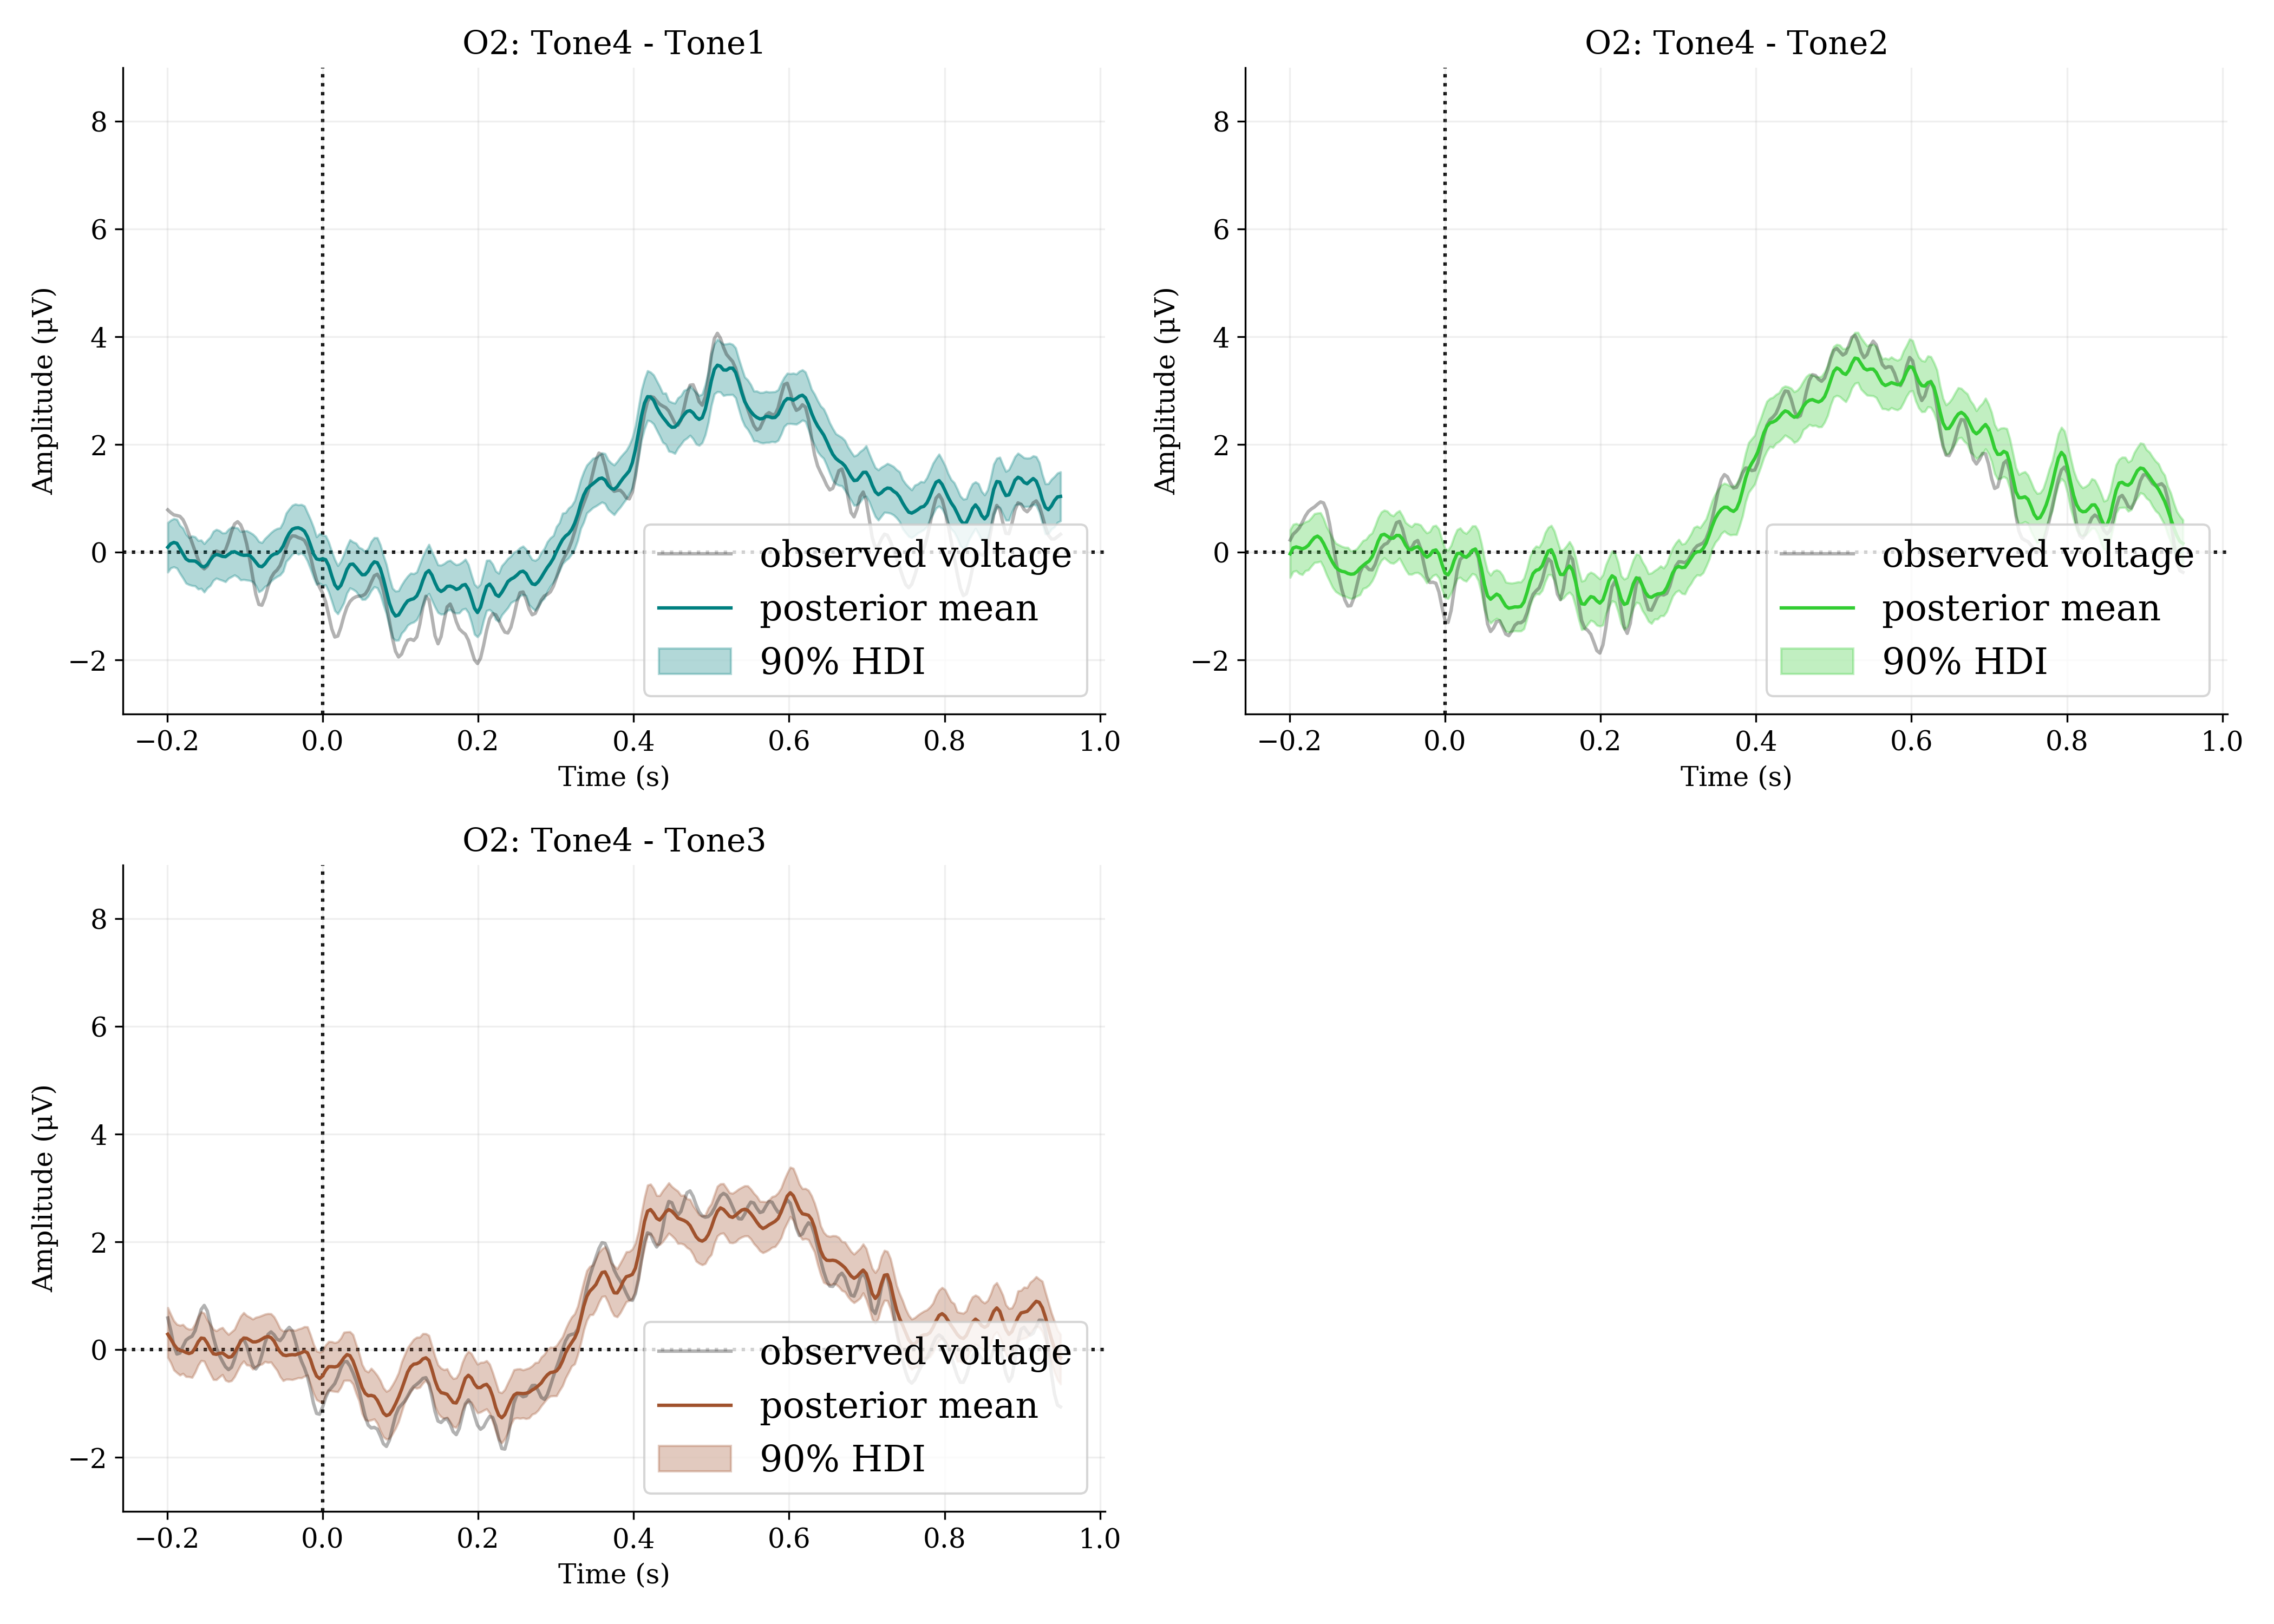 O2: Tone4 - Tone1
Amplitude (µV)
8
6
4
2
0
−2
observed voltage
posterior mean
90% HDI
−0.2 0.0 0.2 0.4 0.6 0.8 1.0
Time (s)
O2: Tone4 - Tone2
Amplitude (µV)
8
6
4
2
0
−2
observed voltage
posterior mean
90% HDI
−0.2 0.0 0.2 0.4 0.6 0.8 1.0
Time (s)
O2: Tone4 - Tone3
Amplitude (µV)
8
6
4
2
0
−2
observed voltage
posterior mean
90% HDI
−0.2 0.0 0.2 0.4 0.6 0.8 1.0
Time (s)